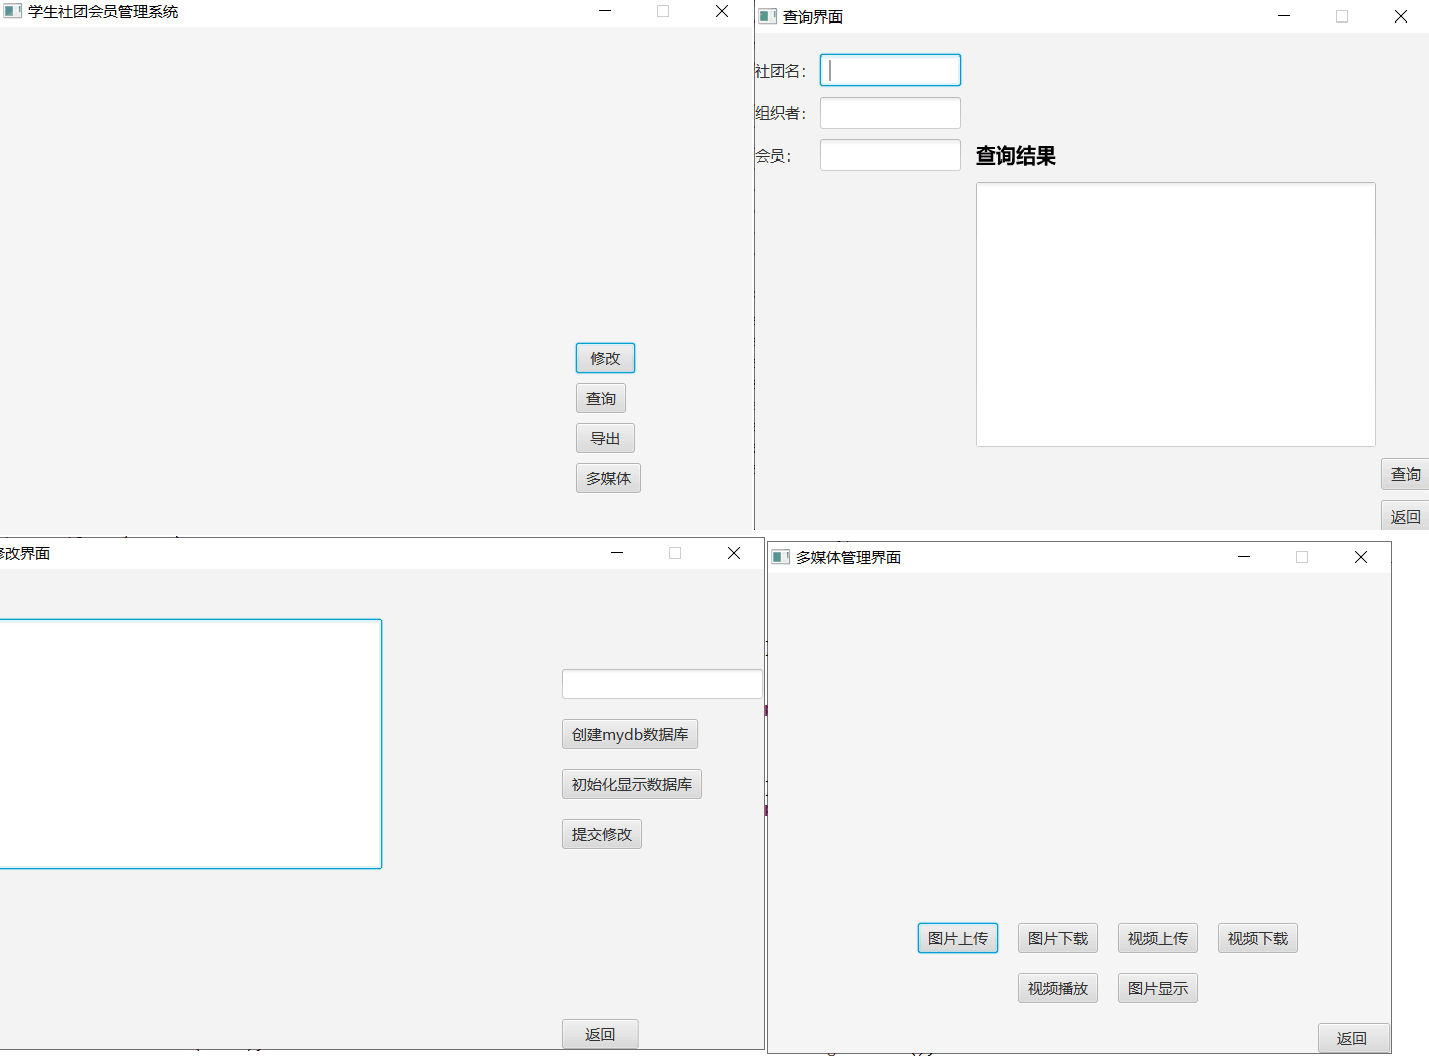 学生社团会员管理系统
修改
查询
导出
多媒体
查询界面
社团名：
组织者：
会员：
查询结果
查询
返回
修改界面
创建mydb数据库
初始化显示数据库
提交修改
返回
多媒体管理界面
图片上传 图片下载 视频上传 视频下载
视频播放 图片显示
返回